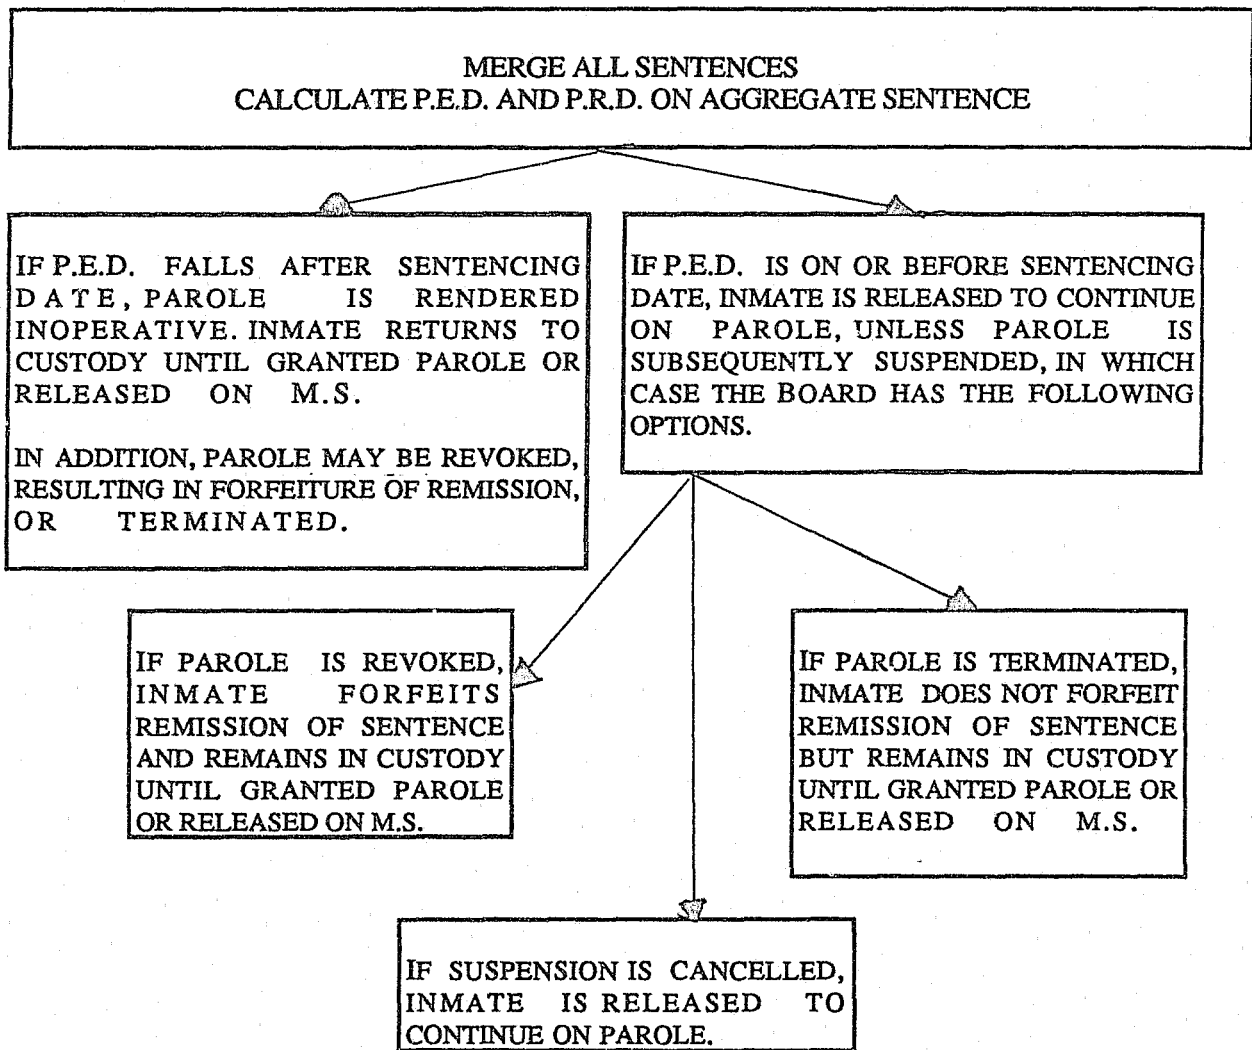 MERGE ALL SENTENCES
CALCULATE P.E.D. AND P.R.D. ON AGGREGATE SENTENCE
IF P.E.D. FALLS AFTER SENTENCING
DATE, PAROLE IS RENDERED
INOPERATIVE. INMATE RETURNS TO
CUSTODY UNTIL GRANTED PAROLE OR
RELEASED ON M.S.
IN ADDITION, PAROLE MAY BE REVOKED,
RESULTING IN FORFEITURE OF REMISSION,
OR TERMINATED.
IF P.E.D. IS ON OR BEFORE SENTENCING
DATE, INMATE IS RELEASED TO CONTINUE
ON PAROLE, UNLESS PAROLE IS
SUBSEQUENTLY SUSPENDED, IN WHICH
CASE THE BOARD HAS THE FOLLOWING
OPTIONS.
IF PAROLE IS REVOKED,
INMATE FORFEITS
REMISSION OF SENTENCE
AND REMAINS IN CUSTODY
UNTIL GRANTED PAROLE
OR RELEASED ON M.S.
IF PAROLE IS TERMINATED,
INMATE DOES NOT FORFEIT
REMISSION OF SENTENCE
BUT REMAINS IN CUSTODY
UNTIL GRANTED PAROLE OR
RELEASED ON M.S.
IF SUSPENSION IS CANCELLED,
INMATE IS RELEASED TO
CONTINUE ON PAROLE.